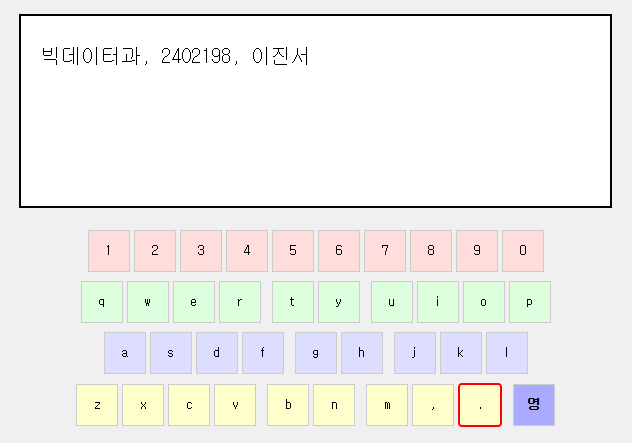 빅데이터과, 2402198, 이진서
1 2 3 4 5 6 7 8 9 0
q w e r t y u i o p
a s d f g h j k l
z x c v b n m , . 영